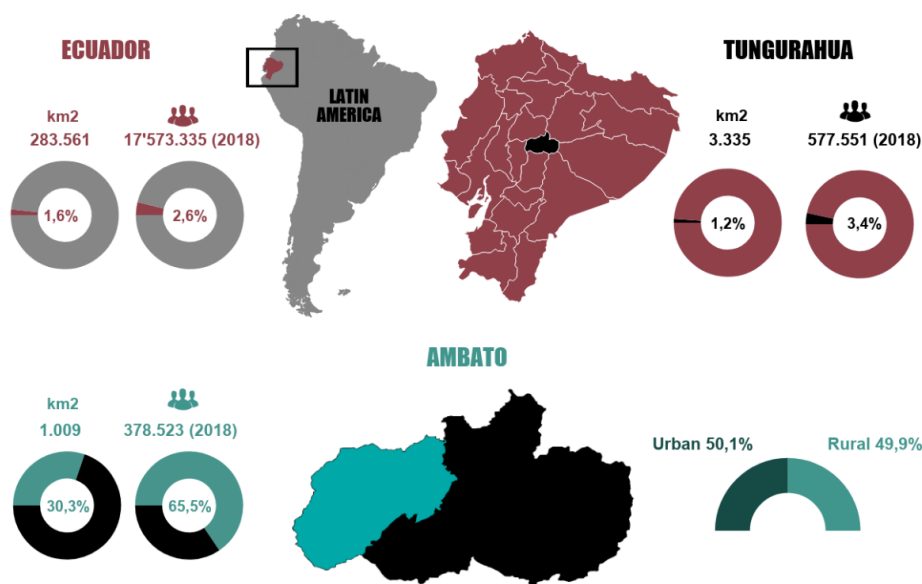 ECUADOR
km2
283.561
17'573.335 (2018)
1,6%
2,6%
LATIN
AMERICA
TUNGURAHUA
km2
3.335
577.551 (2018)
1,2%
3,4%
AMBATO
km2
1.009
378.523 (2018)
30,3%
65,5%
Urban 50,1%
Rural 49,9%